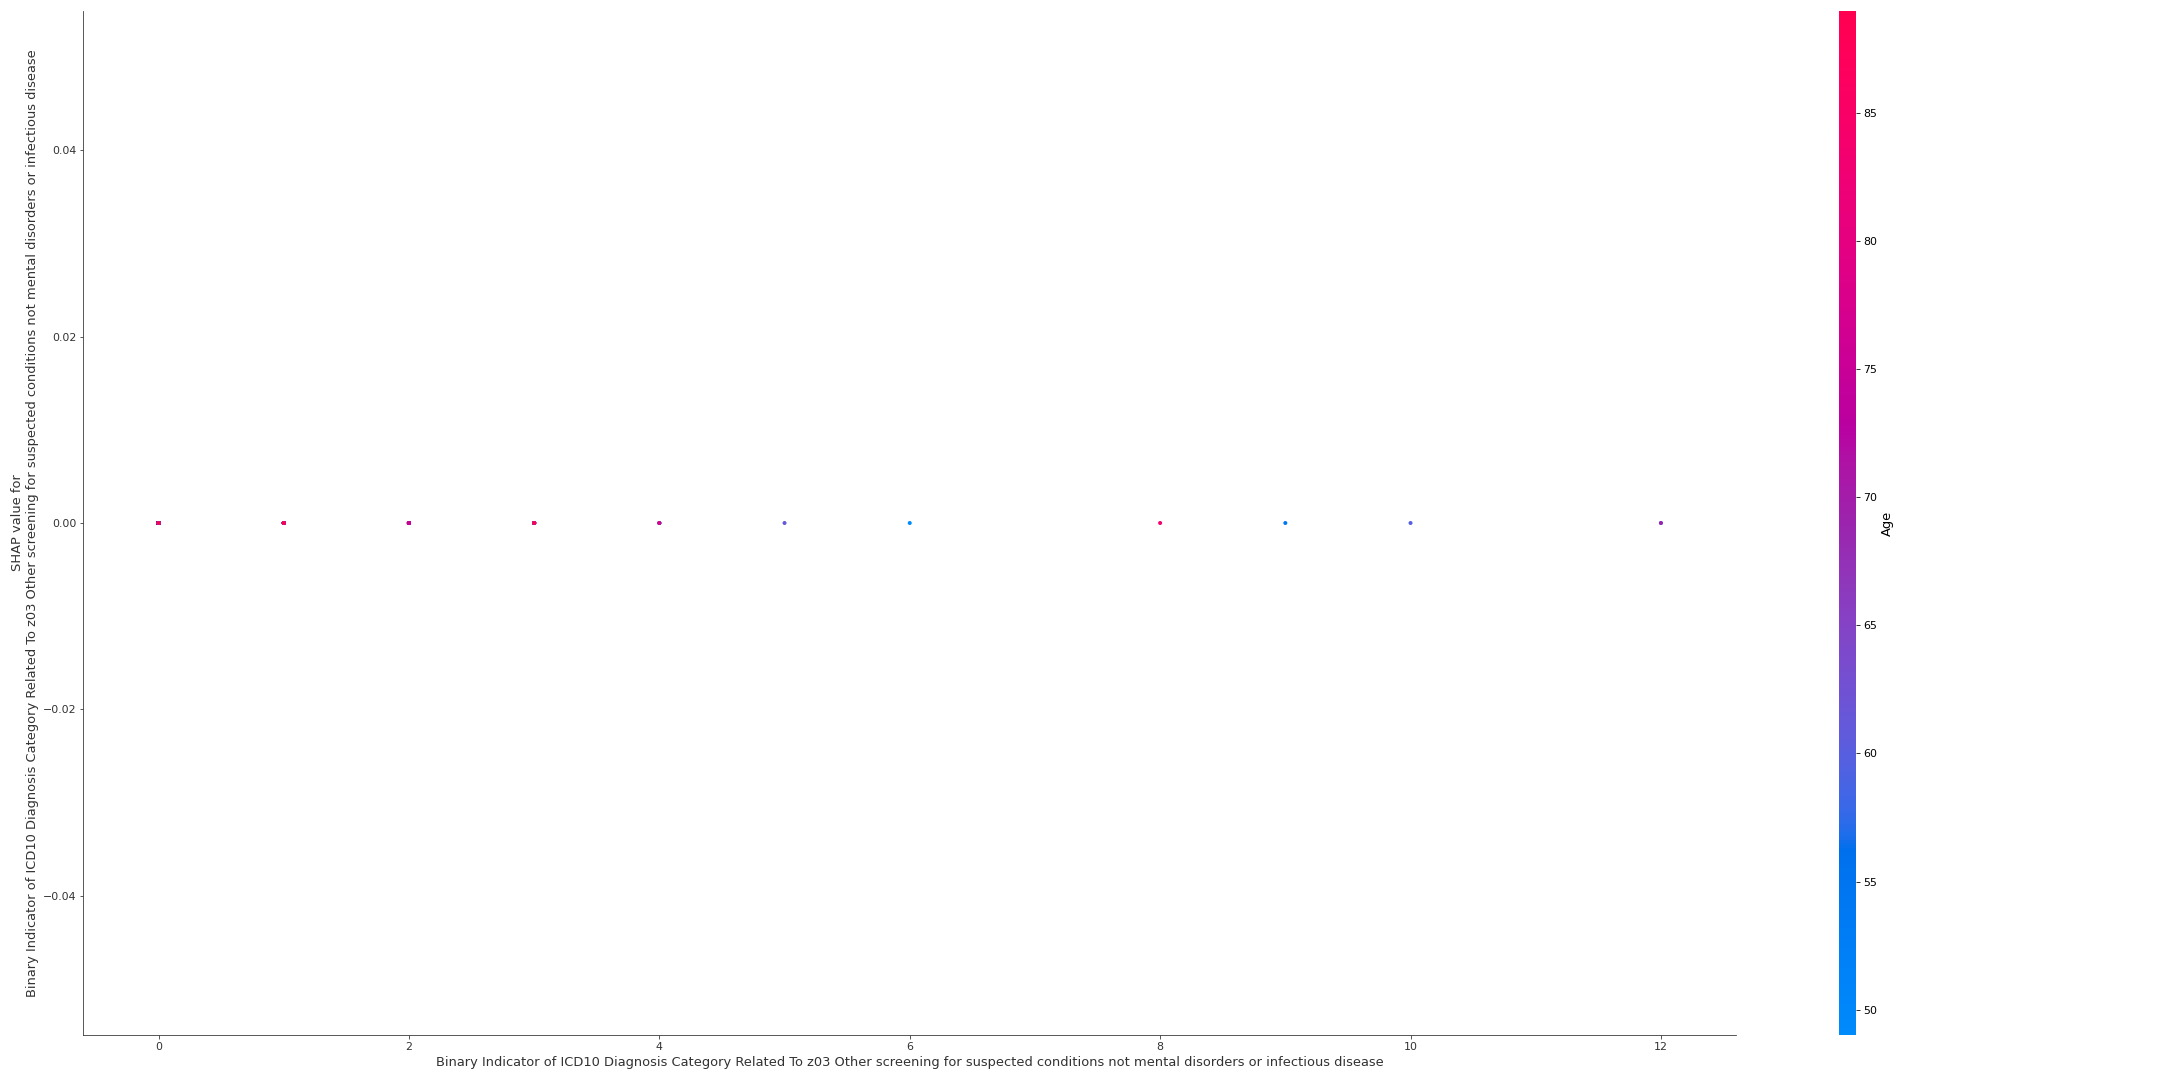 SHAP value for
Binary Indicator of ICD10 Diagnosis Category Related To z03 Other screening for suspected conditions not mental disorders or infectious disease
0.04
0.02
0.00
−0.02
−0.04
0 2 4 6 8 10 12
Binary Indicator of ICD10 Diagnosis Category Related To z03 Other screening for suspected conditions not mental disorders or infectious disease
85
80
75
70
65
60
55
50
Age